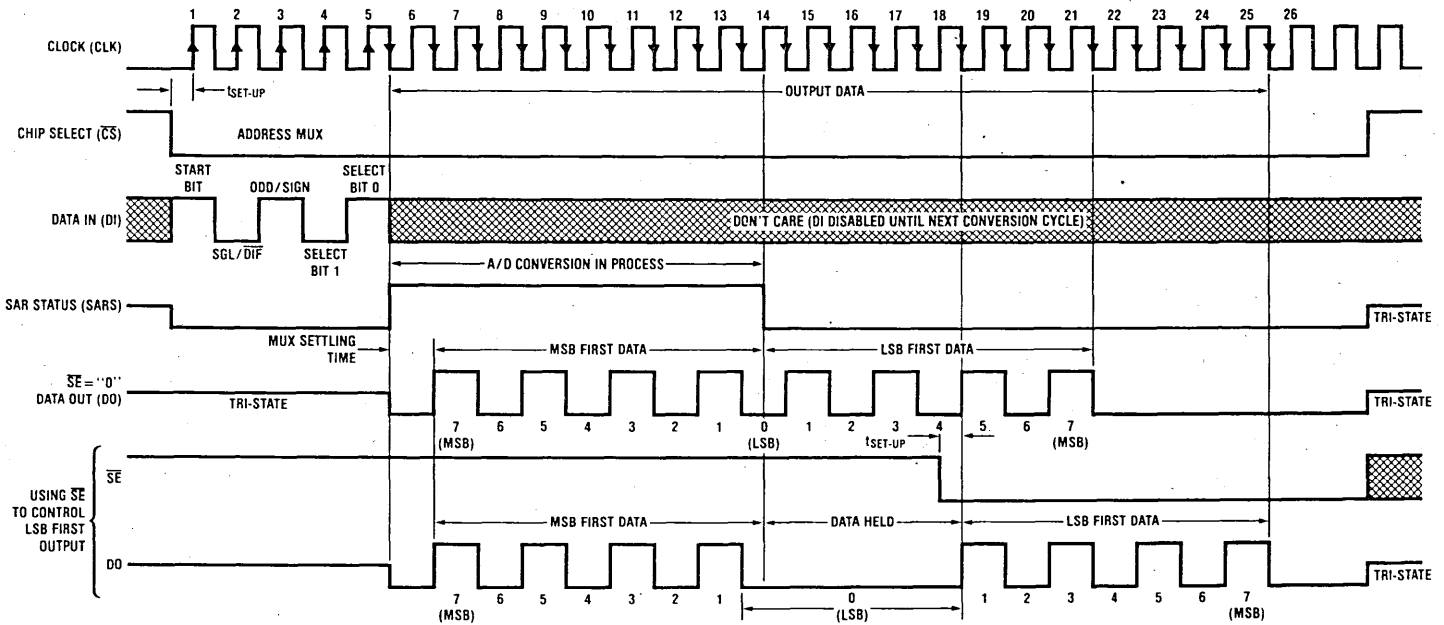 1 2 3 4 5 6 7 8 9 10 11 12 13 14 15 16 17 18 19 20 21 22 23 24 25 26
CLOCK (CLK)
tSET-UP
OUTPUT DATA
CHIP SELECT (CS)
ADDRESS MUX
START
BIT
ODD/SIGN
SELECT
BIT 0
DATA IN (DI)
DON'T CARE (DI DISABLED UNTIL NEXT CONVERSION CYCLE)
SGL/DIF
SELECT
BIT 1
A/D CONVERSION IN PROCESS
SAR STATUS (SARS)
TRI-STATE
MUX SETTLING
TIME
MSB FIRST DATA
LSB FIRST DATA
SE = "0"
DATA OUT (DO)
TRI-STATE
TRI-STATE
7 6 5 4 3 2 1 0 1 2 3 4 5 6 7
(MSB) (LSB) (MSB)
tSET-UP
SE
USING SE
TO CONTROL
LSB FIRST
OUTPUT
MSB FIRST DATA
DATA HELD
LSB FIRST DATA
DO
TRI-STATE
7 6 5 4 3 2 1 0 1 2 3 4 5 6 7
(MSB) (LSB) (MSB)